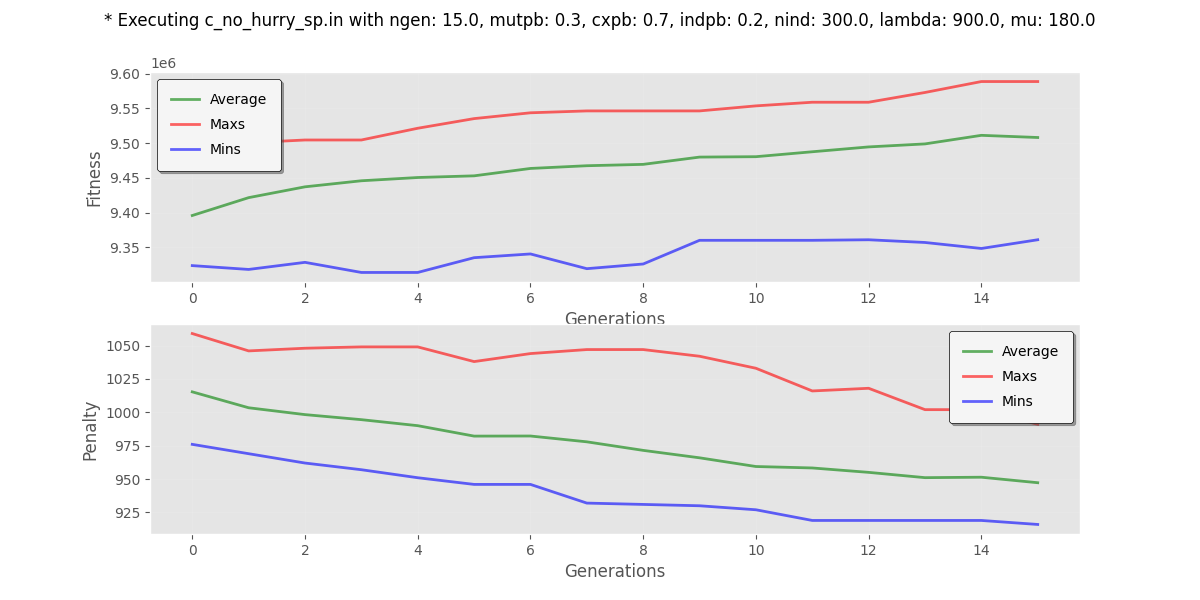 * Executing c_no_hurry_sp.in with ngen: 15.0, mutpb: 0.3, cxpb: 0.7, indpb: 0.2, nind: 300.0, lambda: 900.0, mu: 180.0
1e6
9.60
9.55
9.50
9.45
9.40
9.35
Fitness
Average
Maxs
Mins
0 2 4 6 8 10 12 14
Generations
1050
1025
1000
975
950
925
Penalty
Average
Maxs
Mins
0 2 4 6 8 10 12 14
Generations